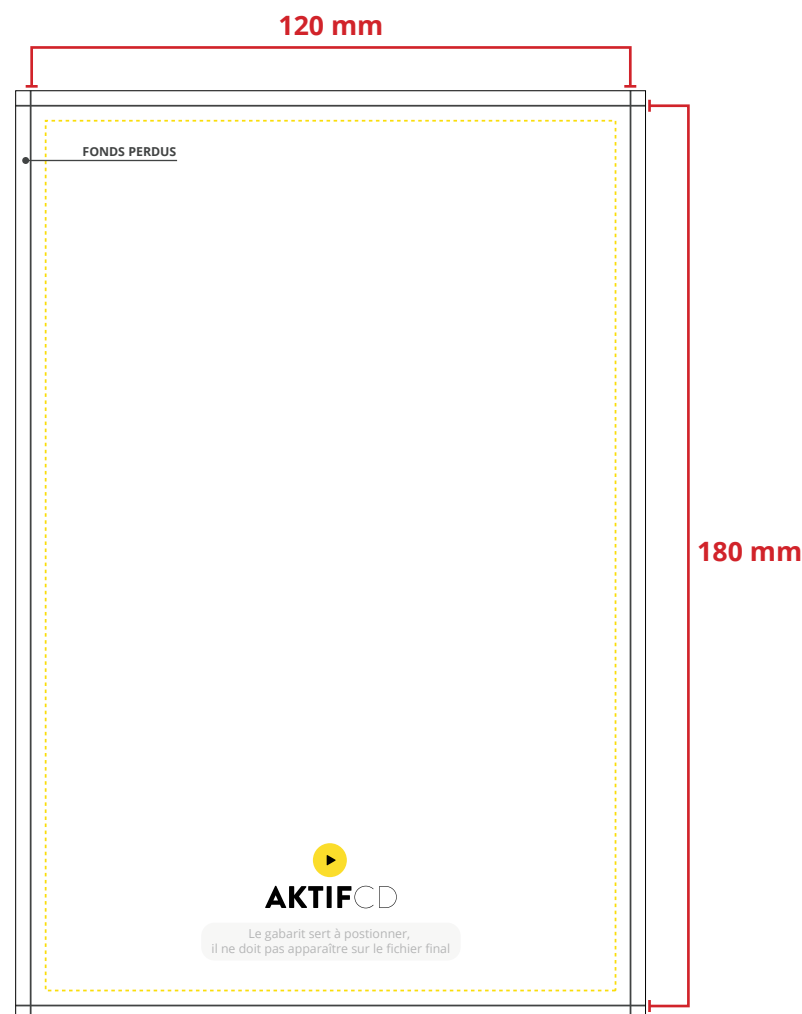 120 mm
FONDS PERDUS
180 mm
AKTIFCD
Le gabarit sert à postionner,
il ne doit pas apparaître sur le fichier final